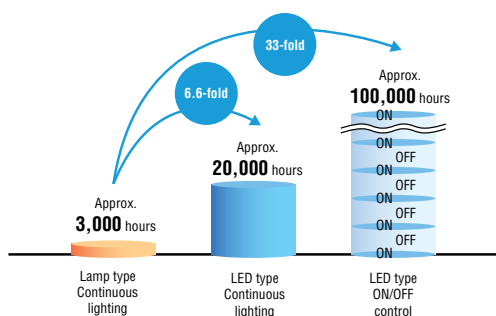 33-fold
6.6-fold
Approx.
3,000 hours
Approx.
20,000 hours
Approx.
100,000 hours
ON
ON
OFF
ON
OFF
ON
OFF
ON
OFF
ON
Lamp type
Continuous
lighting
LED type
Continuous
lighting
LED type
ON/OFF
control